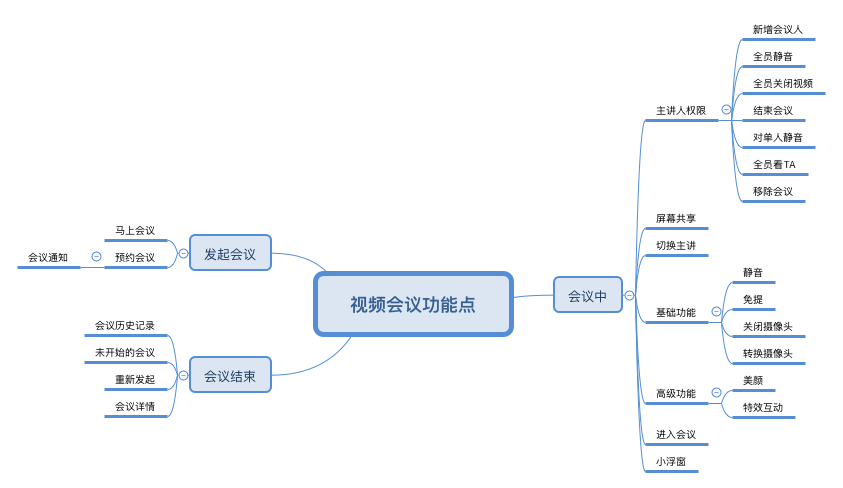 视频会议功能点
发起会议
马上会议
预约会议
会议通知
会议结束
会议历史记录
未开始的会议
重新发起
会议详情
会议中
主讲人权限
新增会议人
全员静音
全员关闭视频
结束会议
对单人静音
全员看TA
移除会议
屏幕共享
切换主讲
基础功能
静音
免提
关闭摄像头
转换摄像头
高级功能
美颜
特效互动
进入会议
小浮窗